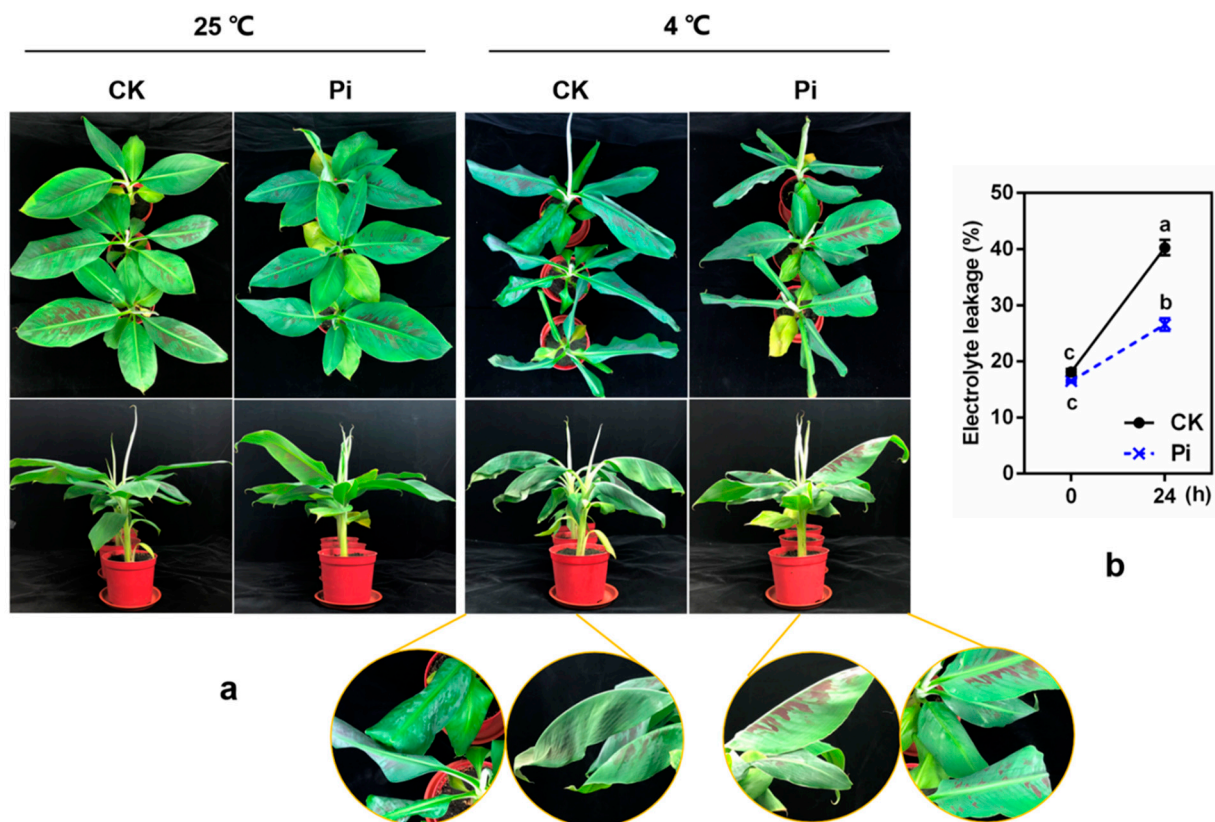 25 ℃
4 ℃
CK
Pi
CK
Pi
50
40
30
20
10
0
Electrolyte leakage (%)
a
b
c
c
CK
Pi
0
24
(h)
b
a